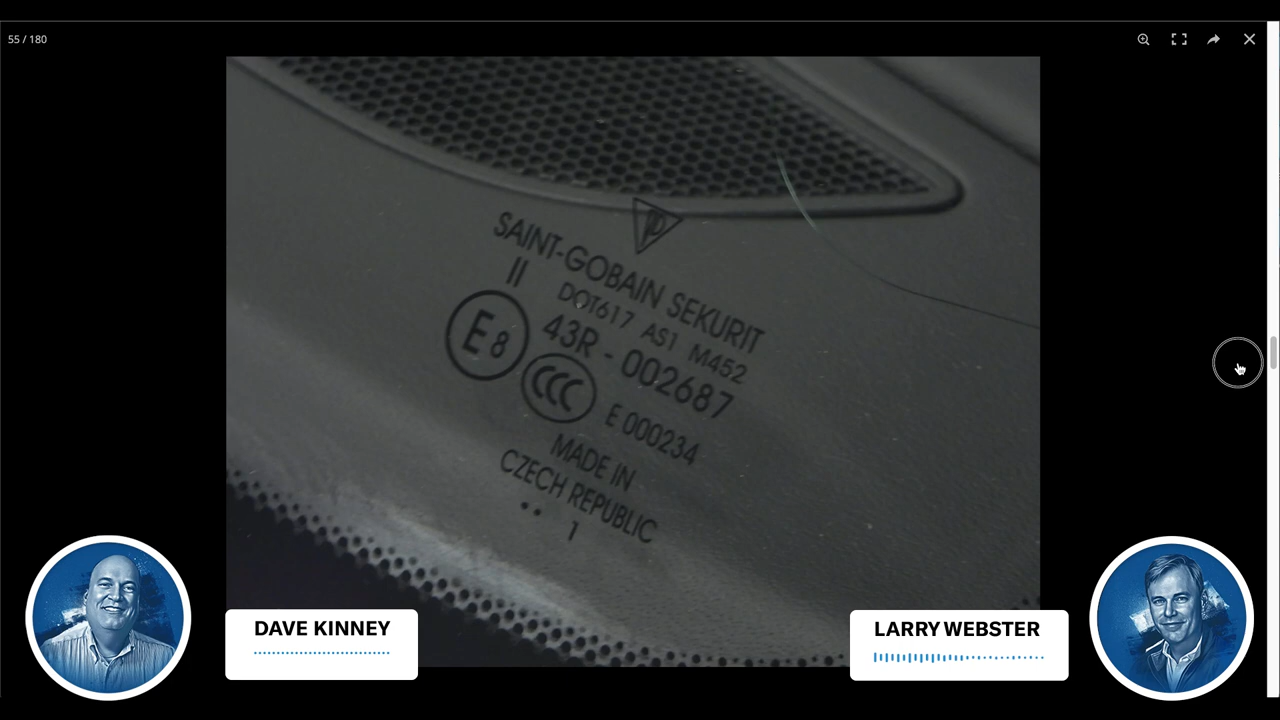 55 / 180
SAINT-GOBAIN SEKURIT
II
DOT617 AS1 M452
E8
43R - 002687
CCC
E 000234
MADE IN
CZECH REPUBLIC
.. 1
DAVE KINNEY
LARRY WEBSTER